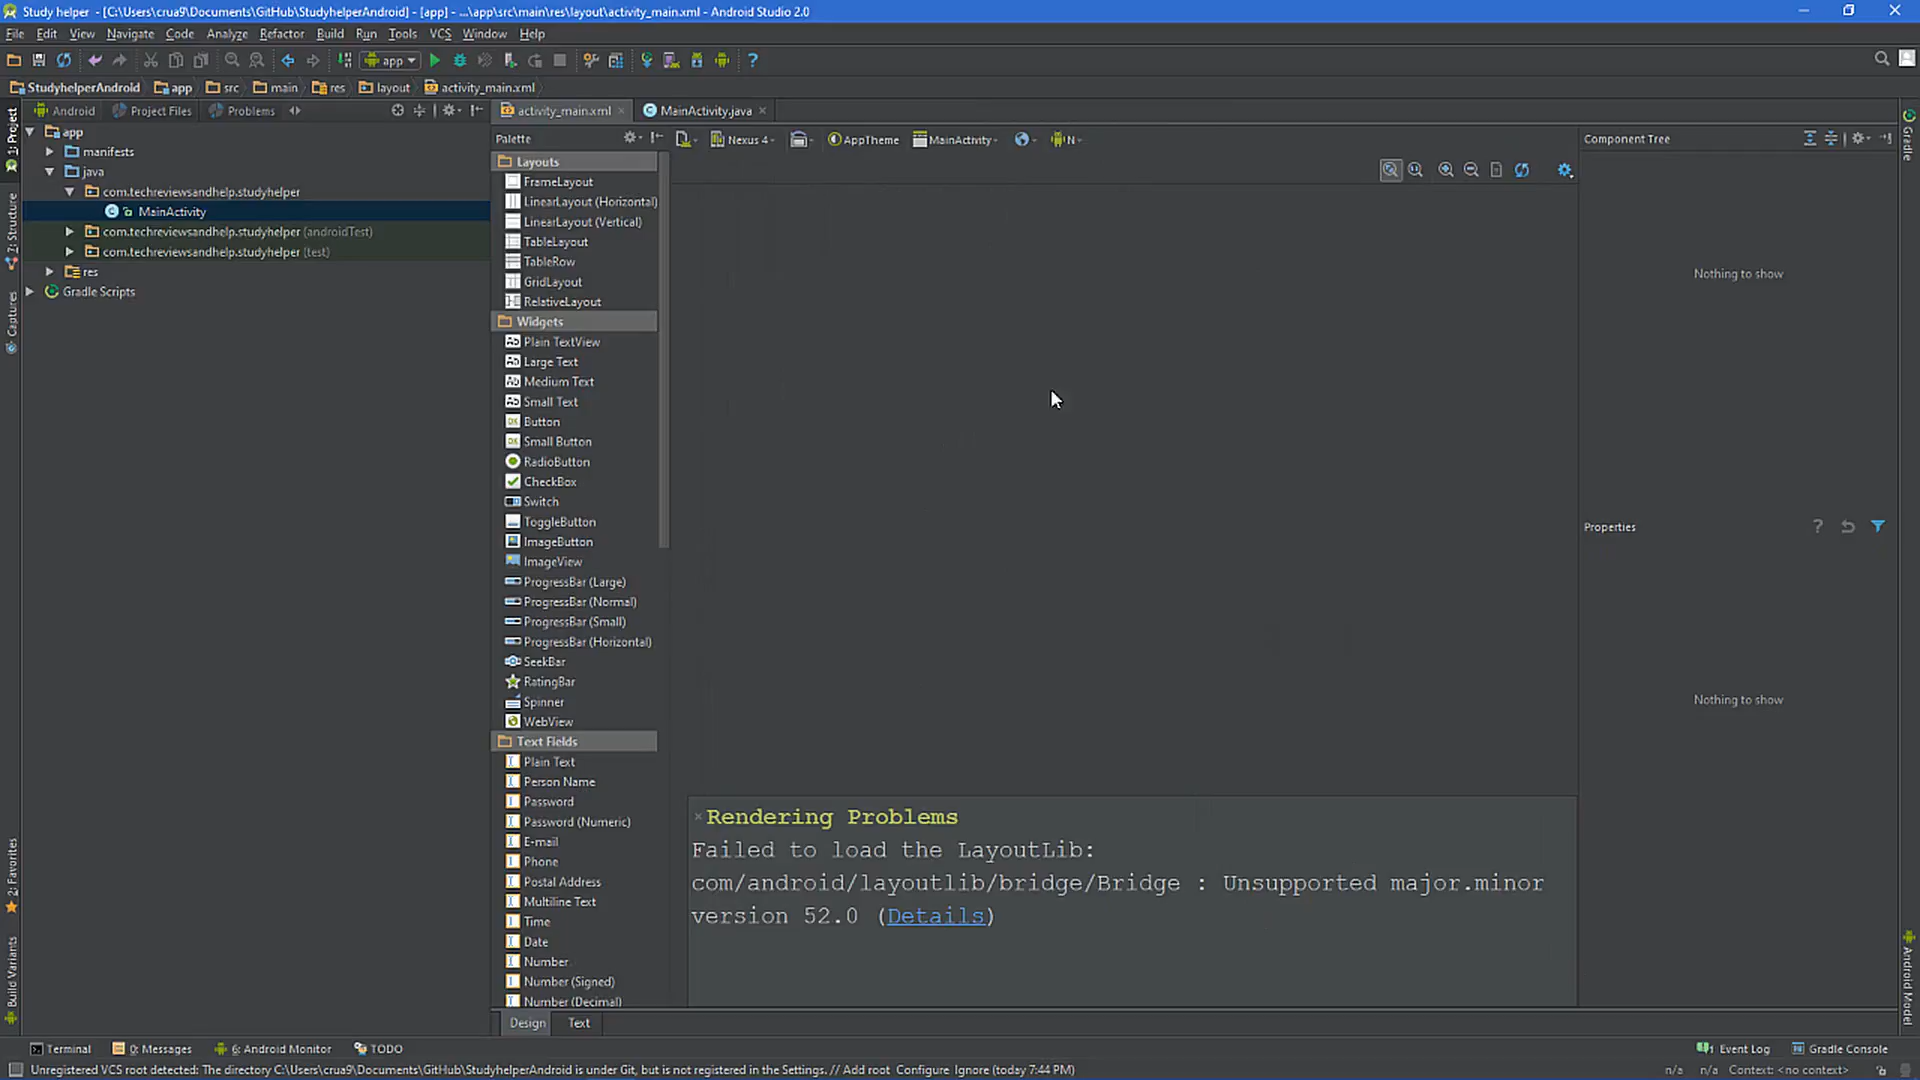 Study helper - [C:\Users\crua9\Documents\GitHub\StudyhelperAndroid] - [app] - ...\app\src\main\res\layout\activity_main.xml - Android Studio 2.0
File Edit View Navigate Code Analyze Refactor Build Run Tools VCS Window Help
app
StudyhelperAndroid app src main res layout activity_main.xml
Android Project Files Problems
activity_main.xml MainActivity.java
1: Project
7: Structure
Captures
2: Favorites
Build Variants
app
manifests
java
com.techreviewsandhelp.studyhelper
MainActivity
com.techreviewsandhelp.studyhelper (androidTest)
com.techreviewsandhelp.studyhelper (test)
res
Gradle Scripts
Palette
Layouts
FrameLayout
LinearLayout (Horizontal)
LinearLayout (Vertical)
TableLayout
TableRow
GridLayout
RelativeLayout
Widgets
Plain TextView
Large Text
Medium Text
Small Text
Button
Small Button
RadioButton
CheckBox
Switch
ToggleButton
ImageButton
ImageView
ProgressBar (Large)
ProgressBar (Normal)
ProgressBar (Small)
ProgressBar (Horizontal)
SeekBar
RatingBar
Spinner
WebView
Text Fields
Plain Text
Person Name
Password
Password (Numeric)
E-mail
Phone
Postal Address
Multiline Text
Time
Date
Number
Number (Signed)
Number (Decimal)
Nexus 4 AppTheme MainActivity N
Rendering Problems
Failed to load the LayoutLib:
com/android/layoutlib/bridge/Bridge : Unsupported major.minor
version 52.0 (Details)
Design Text
Component Tree
Nothing to show
Properties
Nothing to show
Gradle
Android Model
Terminal 0: Messages 6: Android Monitor TODO
Event Log Gradle Console
Unregistered VCS root detected: The directory C:\Users\crua9\Documents\GitHub\StudyhelperAndroid is under Git, but is not registered in the Settings. // Add root Configure Ignore (today 7:44 PM)
n/a n/a Context: <no context>